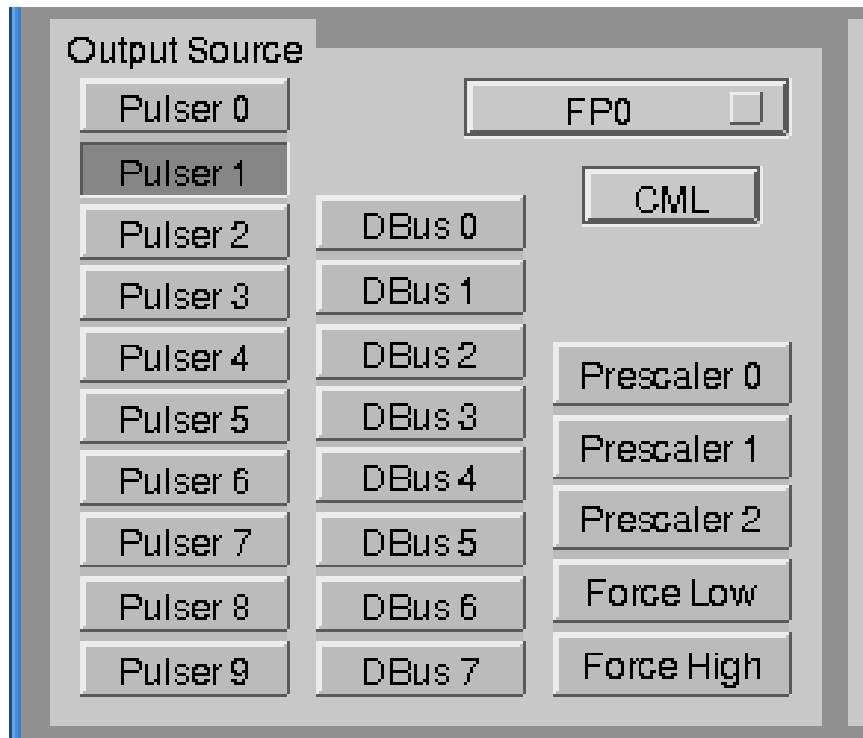 Output Source
Pulser 0
Pulser 1
Pulser 2
Pulser 3
Pulser 4
Pulser 5
Pulser 6
Pulser 7
Pulser 8
Pulser 9
DBus 0
DBus 1
DBus 2
DBus 3
DBus 4
DBus 5
DBus 6
DBus 7
FP0
CML
Prescaler 0
Prescaler 1
Prescaler 2
Force Low
Force High